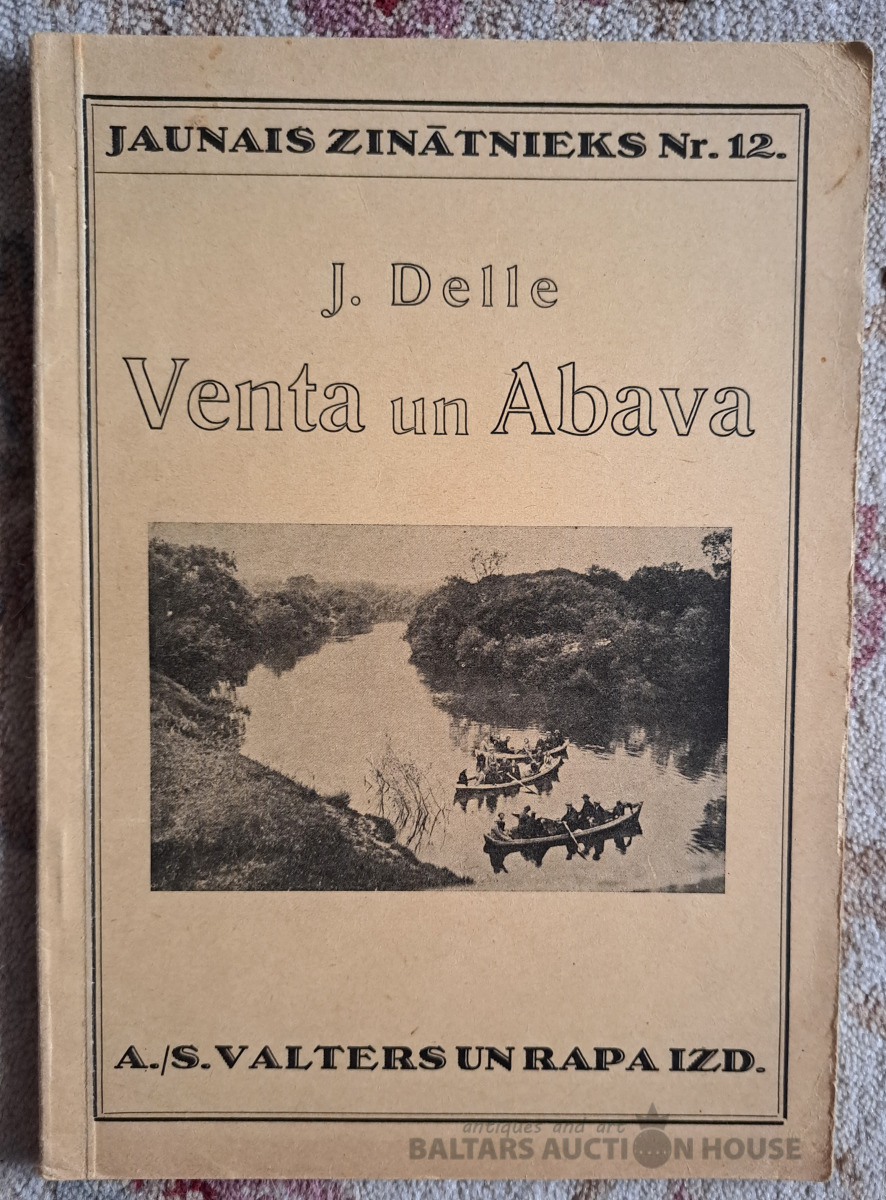 JAUNAIS ZINĀTNIEKS Nr. 12.
J. Delle
Venta un Abava
A./S. VALTERS UN RAPA IZD.
antiques and art
BALTARS AUCTION HOUSE